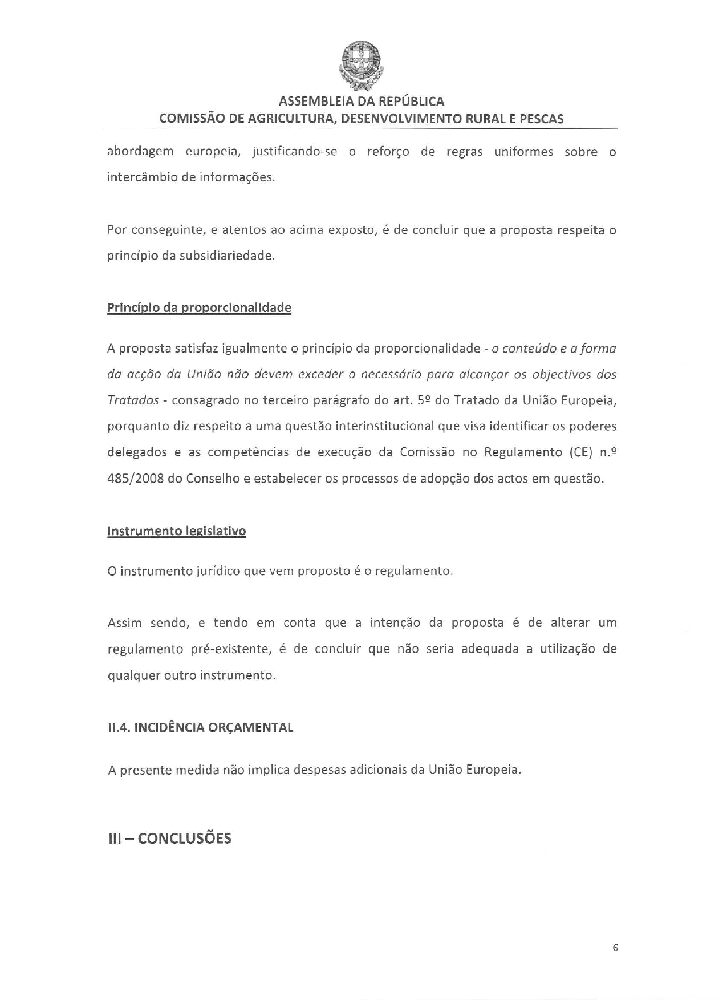 ASSEMBLEIA DA REPÚBLICA
COMISSÃO DE AGRICULTURA, DESENVOLVIMENTO RURAL E PESCAS
abordagem europeia, justificando-se o reforço de regras uniformes sobre o
intercâmbio de informações.
Por conseguinte, e atentos ao acima exposto, é de concluir que a proposta respeita o
princípio da subsidiariedade.
Princípio da proporcionalidade
A proposta satisfaz igualmente o princípio da proporcionalidade - o conteúdo e a forma
da acção da União não devem exceder o necessário para alcançar os objectivos dos
Tratados - consagrado no terceiro parágrafo do art. 5º do Tratado da União Europeia,
porquanto diz respeito a uma questão interinstitucional que visa identificar os poderes
delegados e as competências de execução da Comissão no Regulamento (CE) n.º
485/2008 do Conselho e estabelecer os processos de adopção dos actos em questão.
Instrumento legislativo
O instrumento jurídico que vem proposto é o regulamento.
Assim sendo, e tendo em conta que a intenção da proposta é de alterar um
regulamento pré-existente, é de concluir que não seria adequada a utilização de
qualquer outro instrumento.
II.4. INCIDÊNCIA ORÇAMENTAL
A presente medida não implica despesas adicionais da União Europeia.
III – CONCLUSÕES
6